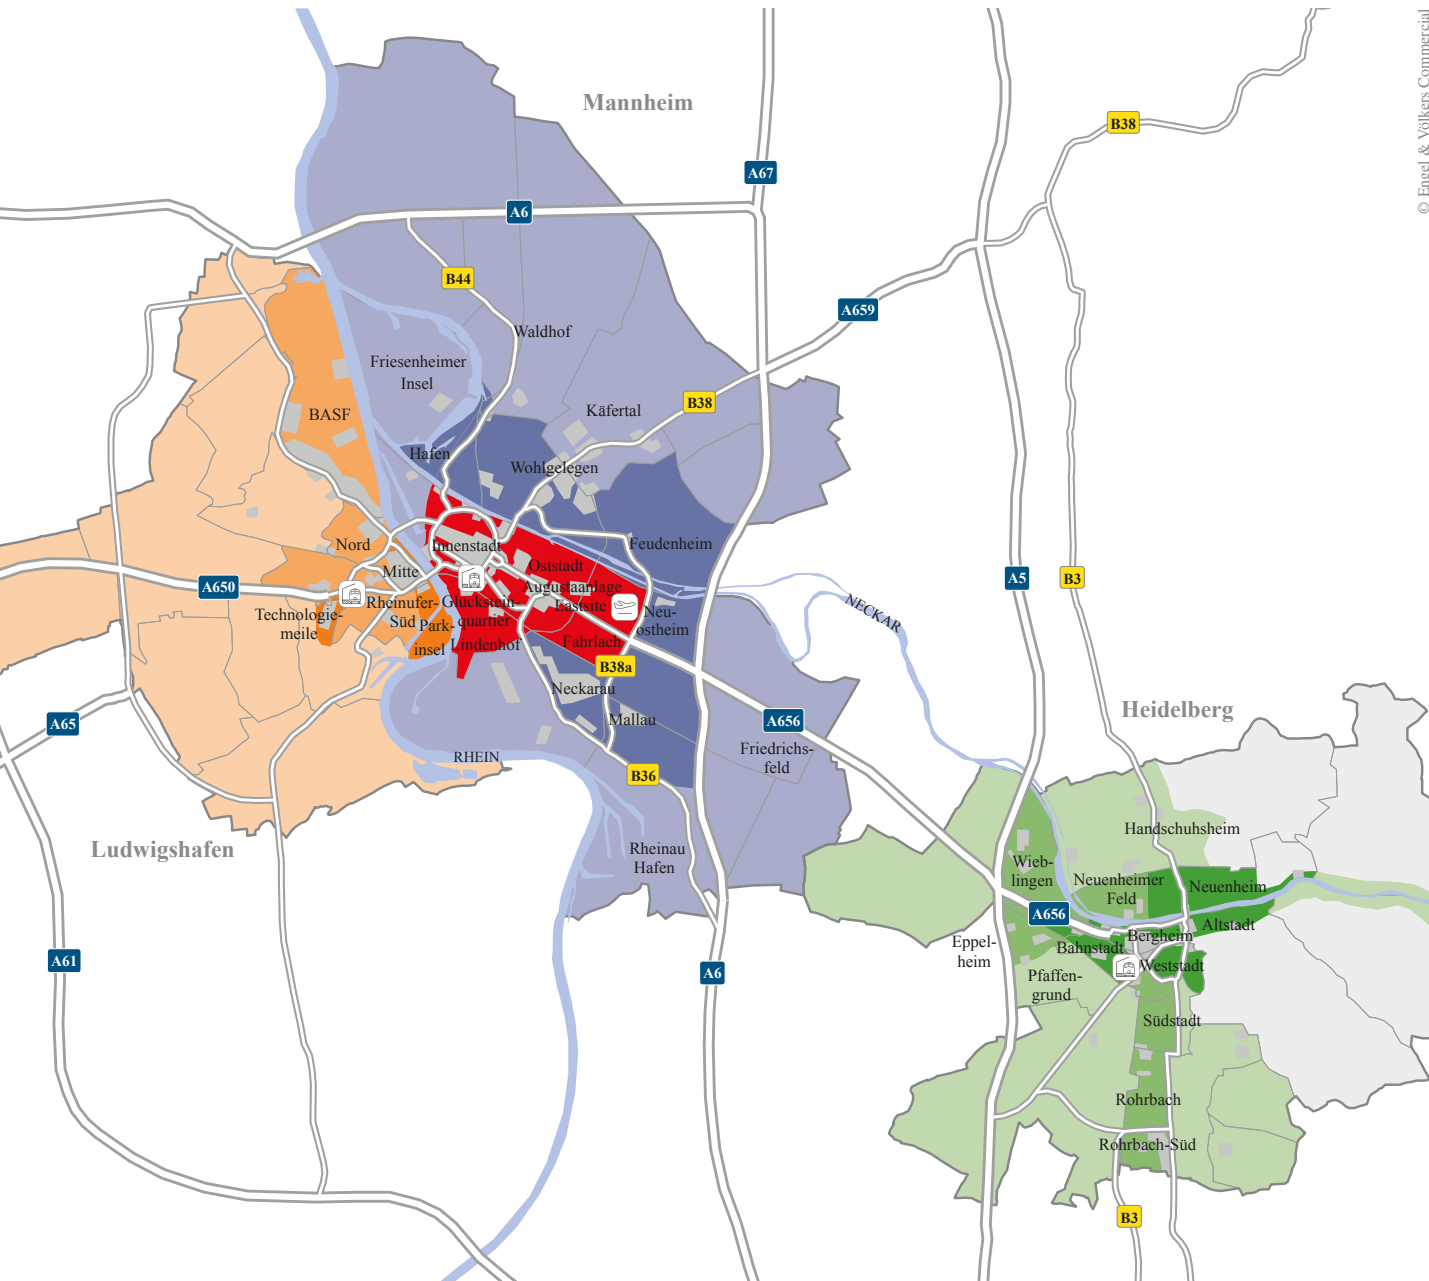 © Engel & Völkers Commercial
Mannheim
B38
A67
A6
B44
A659
Waldhof
Friesenheimer
Insel
B38
Käfertal
BASF
Hafen
Wohlgelegen
Nord
Innenstadt
Feudenheim
Mitte
Oststadt
A650
Augustaanlage
Eastsite
A5
B3
Technologie-
meile
Rheinufer-
Süd
Park-
insel
Glückstein-
quartier
Lindenhof
Neu-
ostheim
NECKAR
Fahrlach
B38a
Neckarau
Mallau
A65
A656
Heidelberg
Friedrichs-
feld
RHEIN
B36
Ludwigshafen
Rheinau
Hafen
Handschuhsheim
Wieb-
lingen
Neuenheimer
Feld
Neuenheim
A656
Altstadt
Eppel-
heim
Bahnstadt
Bergheim
Weststadt
Pfaffen-
grund
A61
A6
Südstadt
Rohrbach
Rohrbach-Süd
B3